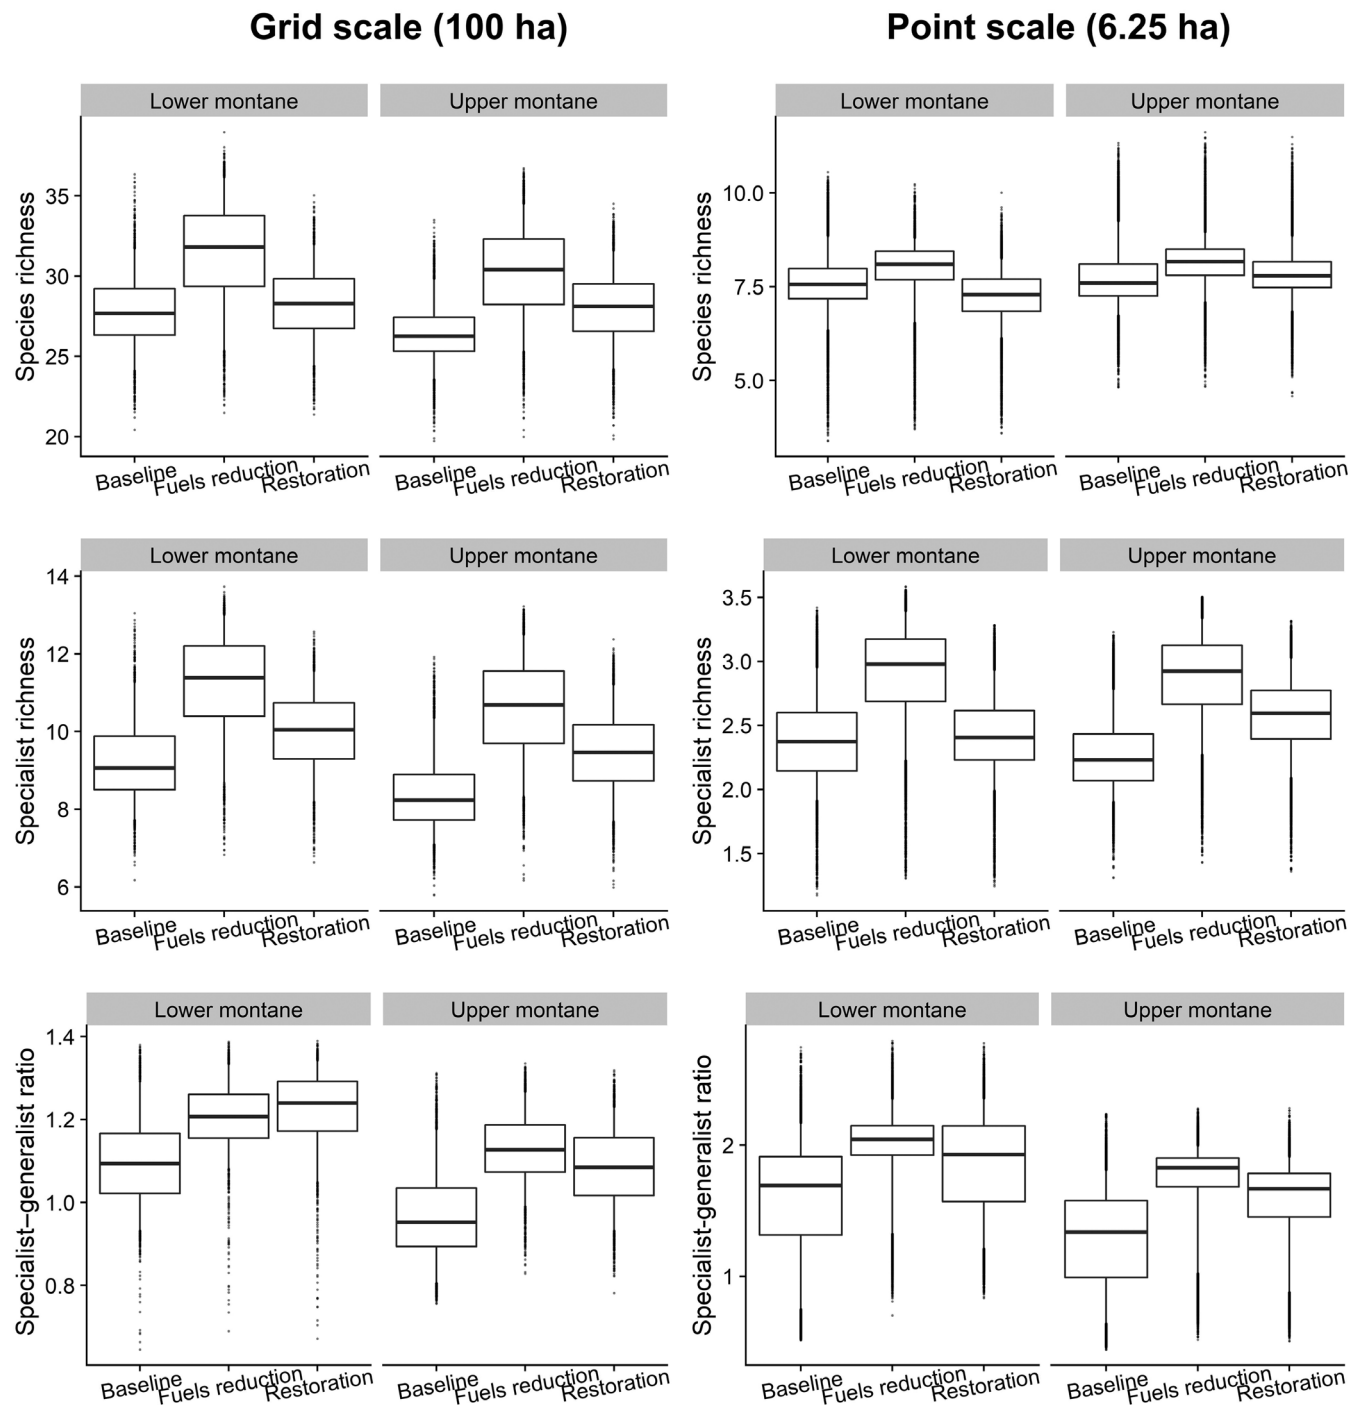 Grid scale (100 ha)
Point scale (6.25 ha)
Lower montane
Upper montane
Lower montane
Upper montane
Species richness
35
30
25
20
Species richness
10.0
7.5
5.0
Baseline
Fuels reduction
Restoration
Baseline
Fuels reduction
Restoration
Baseline
Fuels reduction
Restoration
Baseline
Fuels reduction
Restoration
Lower montane
Upper montane
Lower montane
Upper montane
Specialist richness
14
12
10
8
6
Specialist richness
3.5
3.0
2.5
2.0
1.5
Baseline
Fuels reduction
Restoration
Baseline
Fuels reduction
Restoration
Baseline
Fuels reduction
Restoration
Baseline
Fuels reduction
Restoration
Lower montane
Upper montane
Lower montane
Upper montane
Specialist–generalist ratio
1.4
1.2
1.0
0.8
Specialist-generalist ratio
2
1
Baseline
Fuels reduction
Restoration
Baseline
Fuels reduction
Restoration
Baseline
Fuels reduction
Restoration
Baseline
Fuels reduction
Restoration